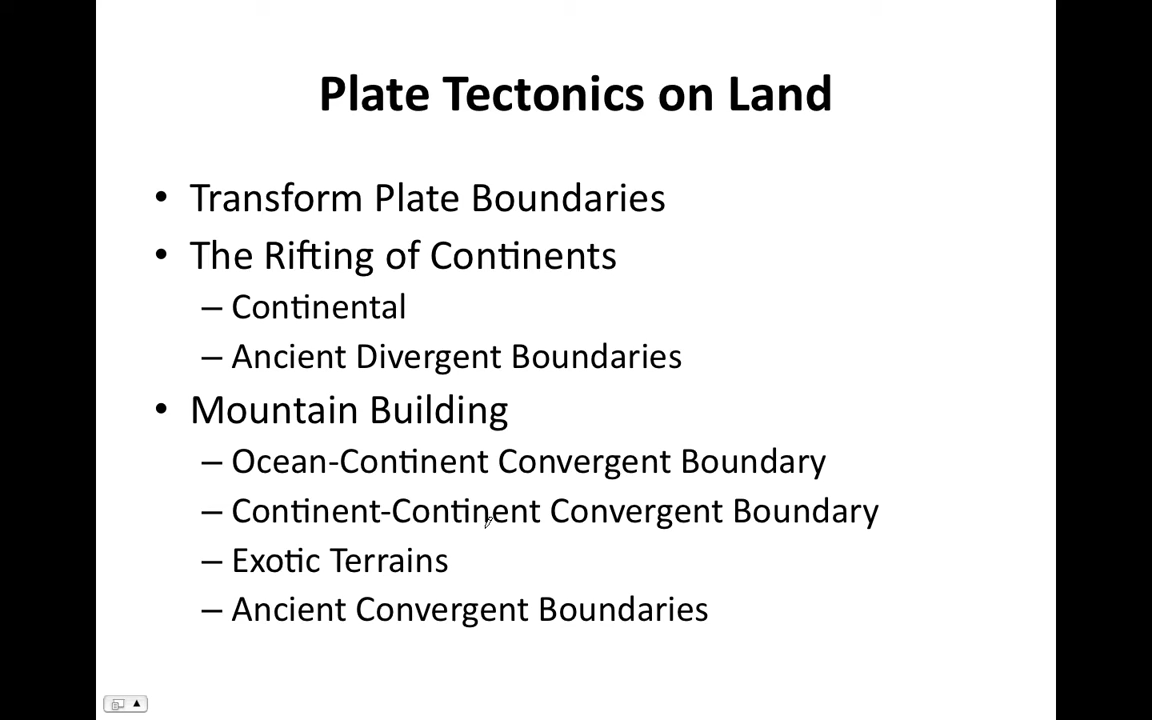 Plate Tectonics on Land
• Transform Plate Boundaries
• The Rifting of Continents
– Continental
– Ancient Divergent Boundaries
• Mountain Building
– Ocean-Continent Convergent Boundary
– Continent-Continent Convergent Boundary
– Exotic Terrains
– Ancient Convergent Boundaries